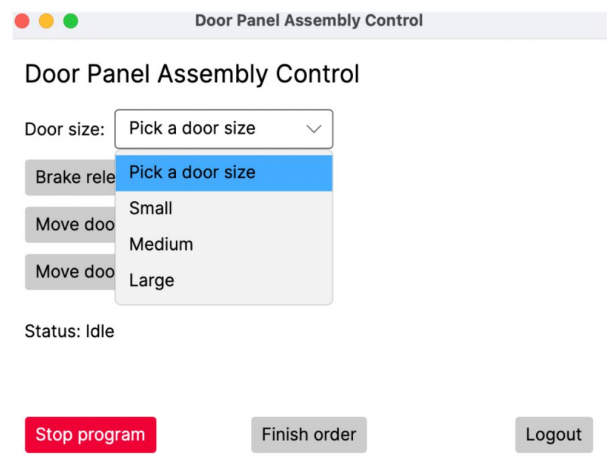 Door Panel Assembly Control
Door Panel Assembly Control
Door size: Pick a door size
Pick a door size
Brake rele
Small
Move doo
Medium
Move doo
Large
Status: Idle
Stop program Finish order Logout